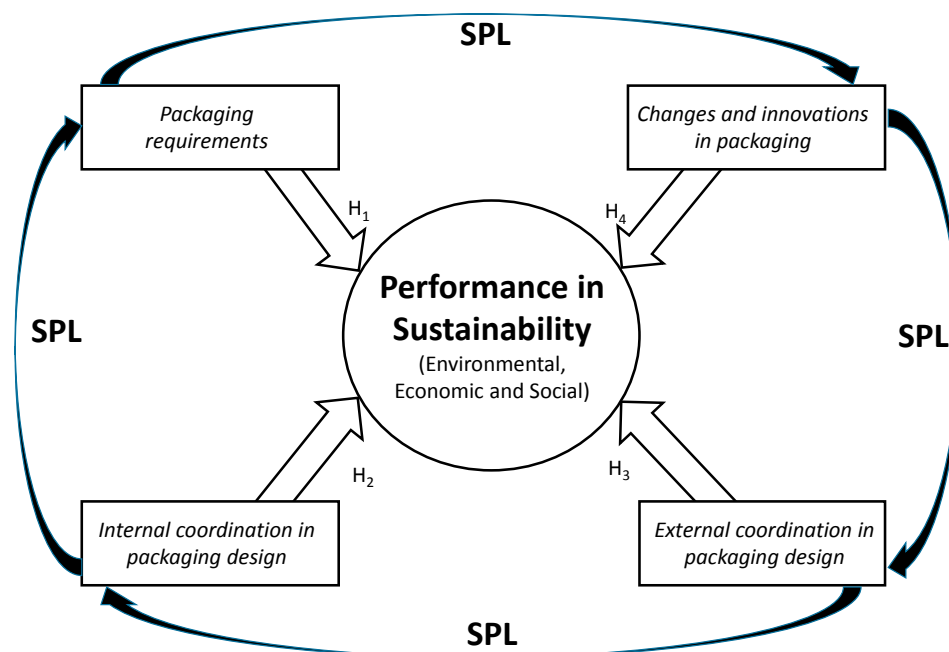 SPL
Packaging
requirements
Changes and innovations
in packaging
H1
H4
Performance in
Sustainability
(Environmental,
Economic and Social)
SPL
SPL
H2
H3
Internal coordination in
packaging design
External coordination in
packaging design
SPL